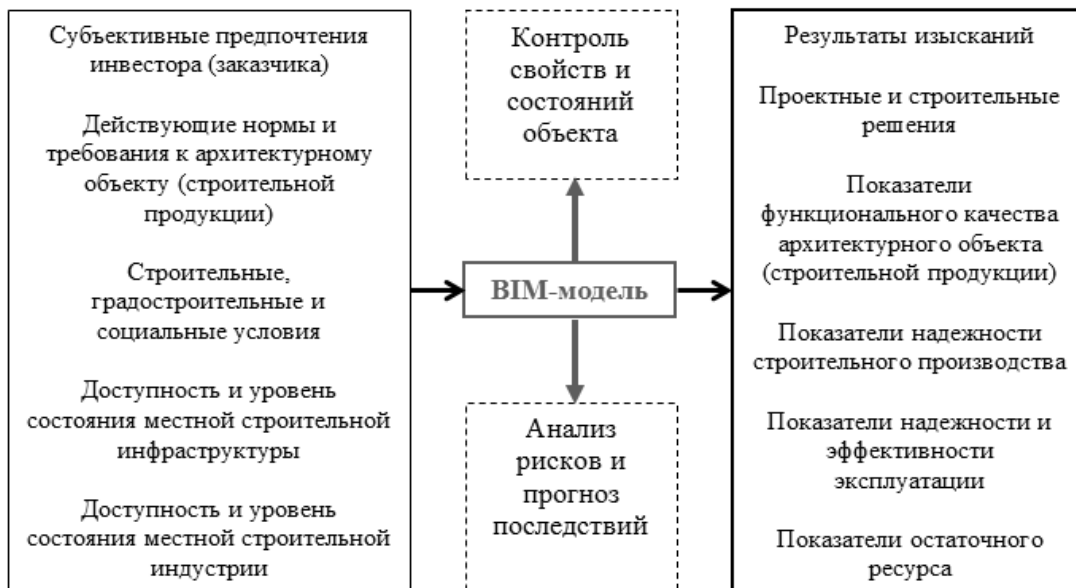 Субъективные предпочтения
инвестора (заказчика)
Действующие нормы и
требования к архитектурному
объекту (строительной
продукции)
Строительные,
градостроительные и
социальные условия
Доступность и уровень
состояния местной строительной
инфраструктуры
Доступность и уровень
состояния местной строительной
индустрии
Контроль
свойств и
состояний
объекта
BIM-модель
Анализ
рисков и
прогноз
последствий
Результаты изысканий
Проектные и строительные
решения
Показатели
функционального качества
архитектурного объекта
(строительной продукции)
Показатели надежности
строительного производства
Показатели надежности и
эффективности
эксплуатации
Показатели остаточного
ресурса